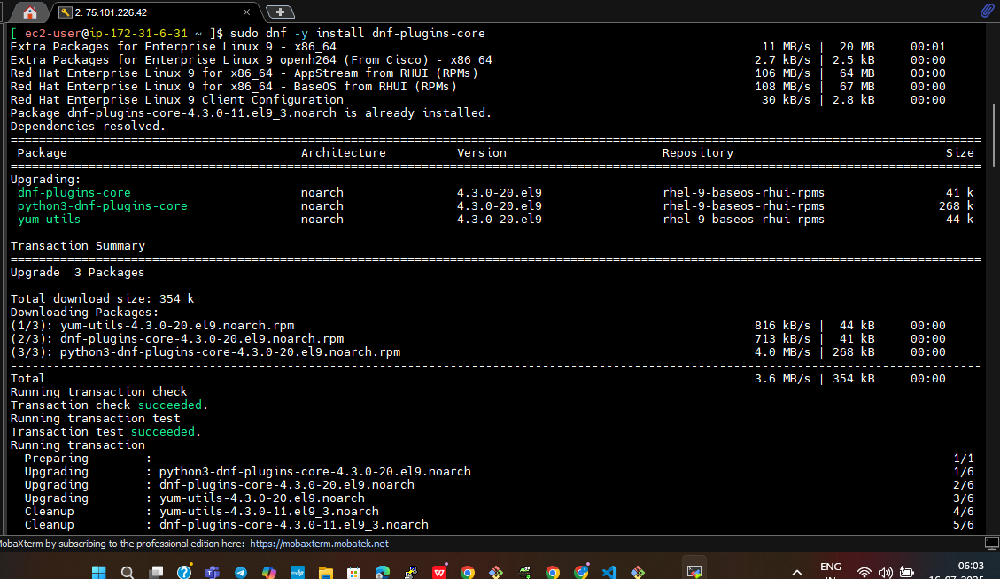 2. 75.101.226.42
[ ec2-user@ip-172-31-6-31 ~ ]$ sudo dnf -y install dnf-plugins-core
Extra Packages for Enterprise Linux 9 - x86_64 11 MB/s | 20 MB 00:01
Extra Packages for Enterprise Linux 9 openh264 (From Cisco) - x86_64 2.7 kB/s | 2.5 kB 00:00
Red Hat Enterprise Linux 9 for x86_64 - AppStream from RHUI (RPMs) 106 MB/s | 64 MB 00:00
Red Hat Enterprise Linux 9 for x86_64 - BaseOS from RHUI (RPMs) 108 MB/s | 67 MB 00:00
Red Hat Enterprise Linux 9 Client Configuration 30 kB/s | 2.8 kB 00:00
Package dnf-plugins-core-4.3.0-11.el9_3.noarch is already installed.
Dependencies resolved.
Package Architecture Version Repository Size
Upgrading:
dnf-plugins-core noarch 4.3.0-20.el9 rhel-9-baseos-rhui-rpms 41 k
python3-dnf-plugins-core noarch 4.3.0-20.el9 rhel-9-baseos-rhui-rpms 268 k
yum-utils noarch 4.3.0-20.el9 rhel-9-baseos-rhui-rpms 44 k
Transaction Summary
Upgrade 3 Packages
Total download size: 354 k
Downloading Packages:
(1/3): yum-utils-4.3.0-20.el9.noarch.rpm 816 kB/s | 44 kB 00:00
(2/3): dnf-plugins-core-4.3.0-20.el9.noarch.rpm 713 kB/s | 41 kB 00:00
(3/3): python3-dnf-plugins-core-4.3.0-20.el9.noarch.rpm 4.0 MB/s | 268 kB 00:00
Total 3.6 MB/s | 354 kB 00:00
Running transaction check
Transaction check succeeded.
Running transaction test
Transaction test succeeded.
Running transaction
Preparing : 1/1
Upgrading : python3-dnf-plugins-core-4.3.0-20.el9.noarch 1/6
Upgrading : dnf-plugins-core-4.3.0-20.el9.noarch 2/6
Upgrading : yum-utils-4.3.0-20.el9.noarch 3/6
Cleanup : yum-utils-4.3.0-11.el9_3.noarch 4/6
Cleanup : dnf-plugins-core-4.3.0-11.el9_3.noarch 5/6
MobaXterm by subscribing to the professional edition here: https://mobaxterm.mobatek.net
ENG 06:03